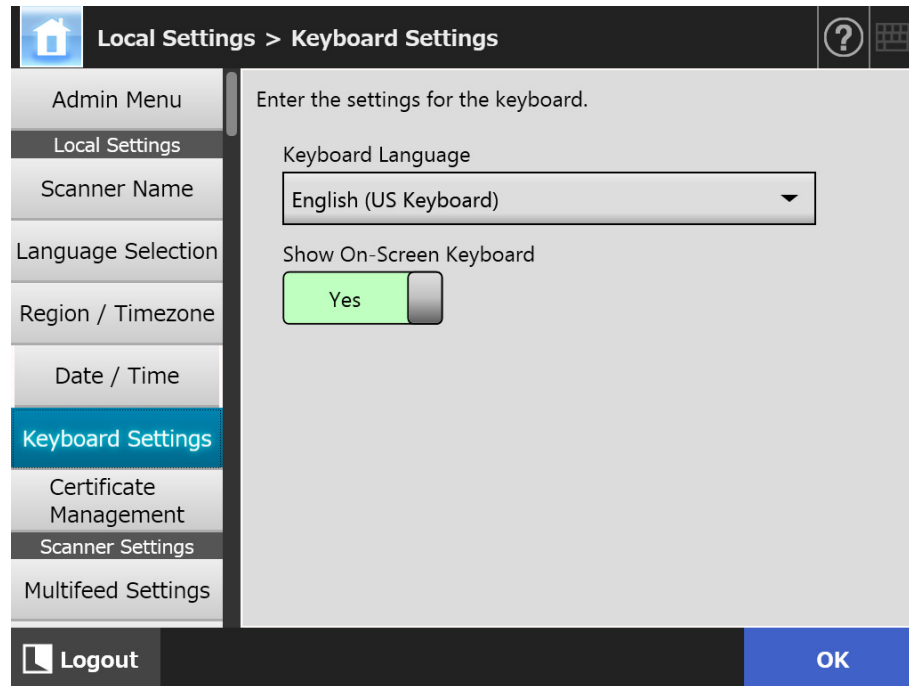 Local Settings > Keyboard Settings
?
Admin Menu
Local Settings
Scanner Name
Language Selection
Region / Timezone
Date / Time
Keyboard Settings
Certificate
Management
Scanner Settings
Multifeed Settings
Enter the settings for the keyboard.
Keyboard Language
English (US Keyboard)
Show On-Screen Keyboard
Yes
Logout
OK